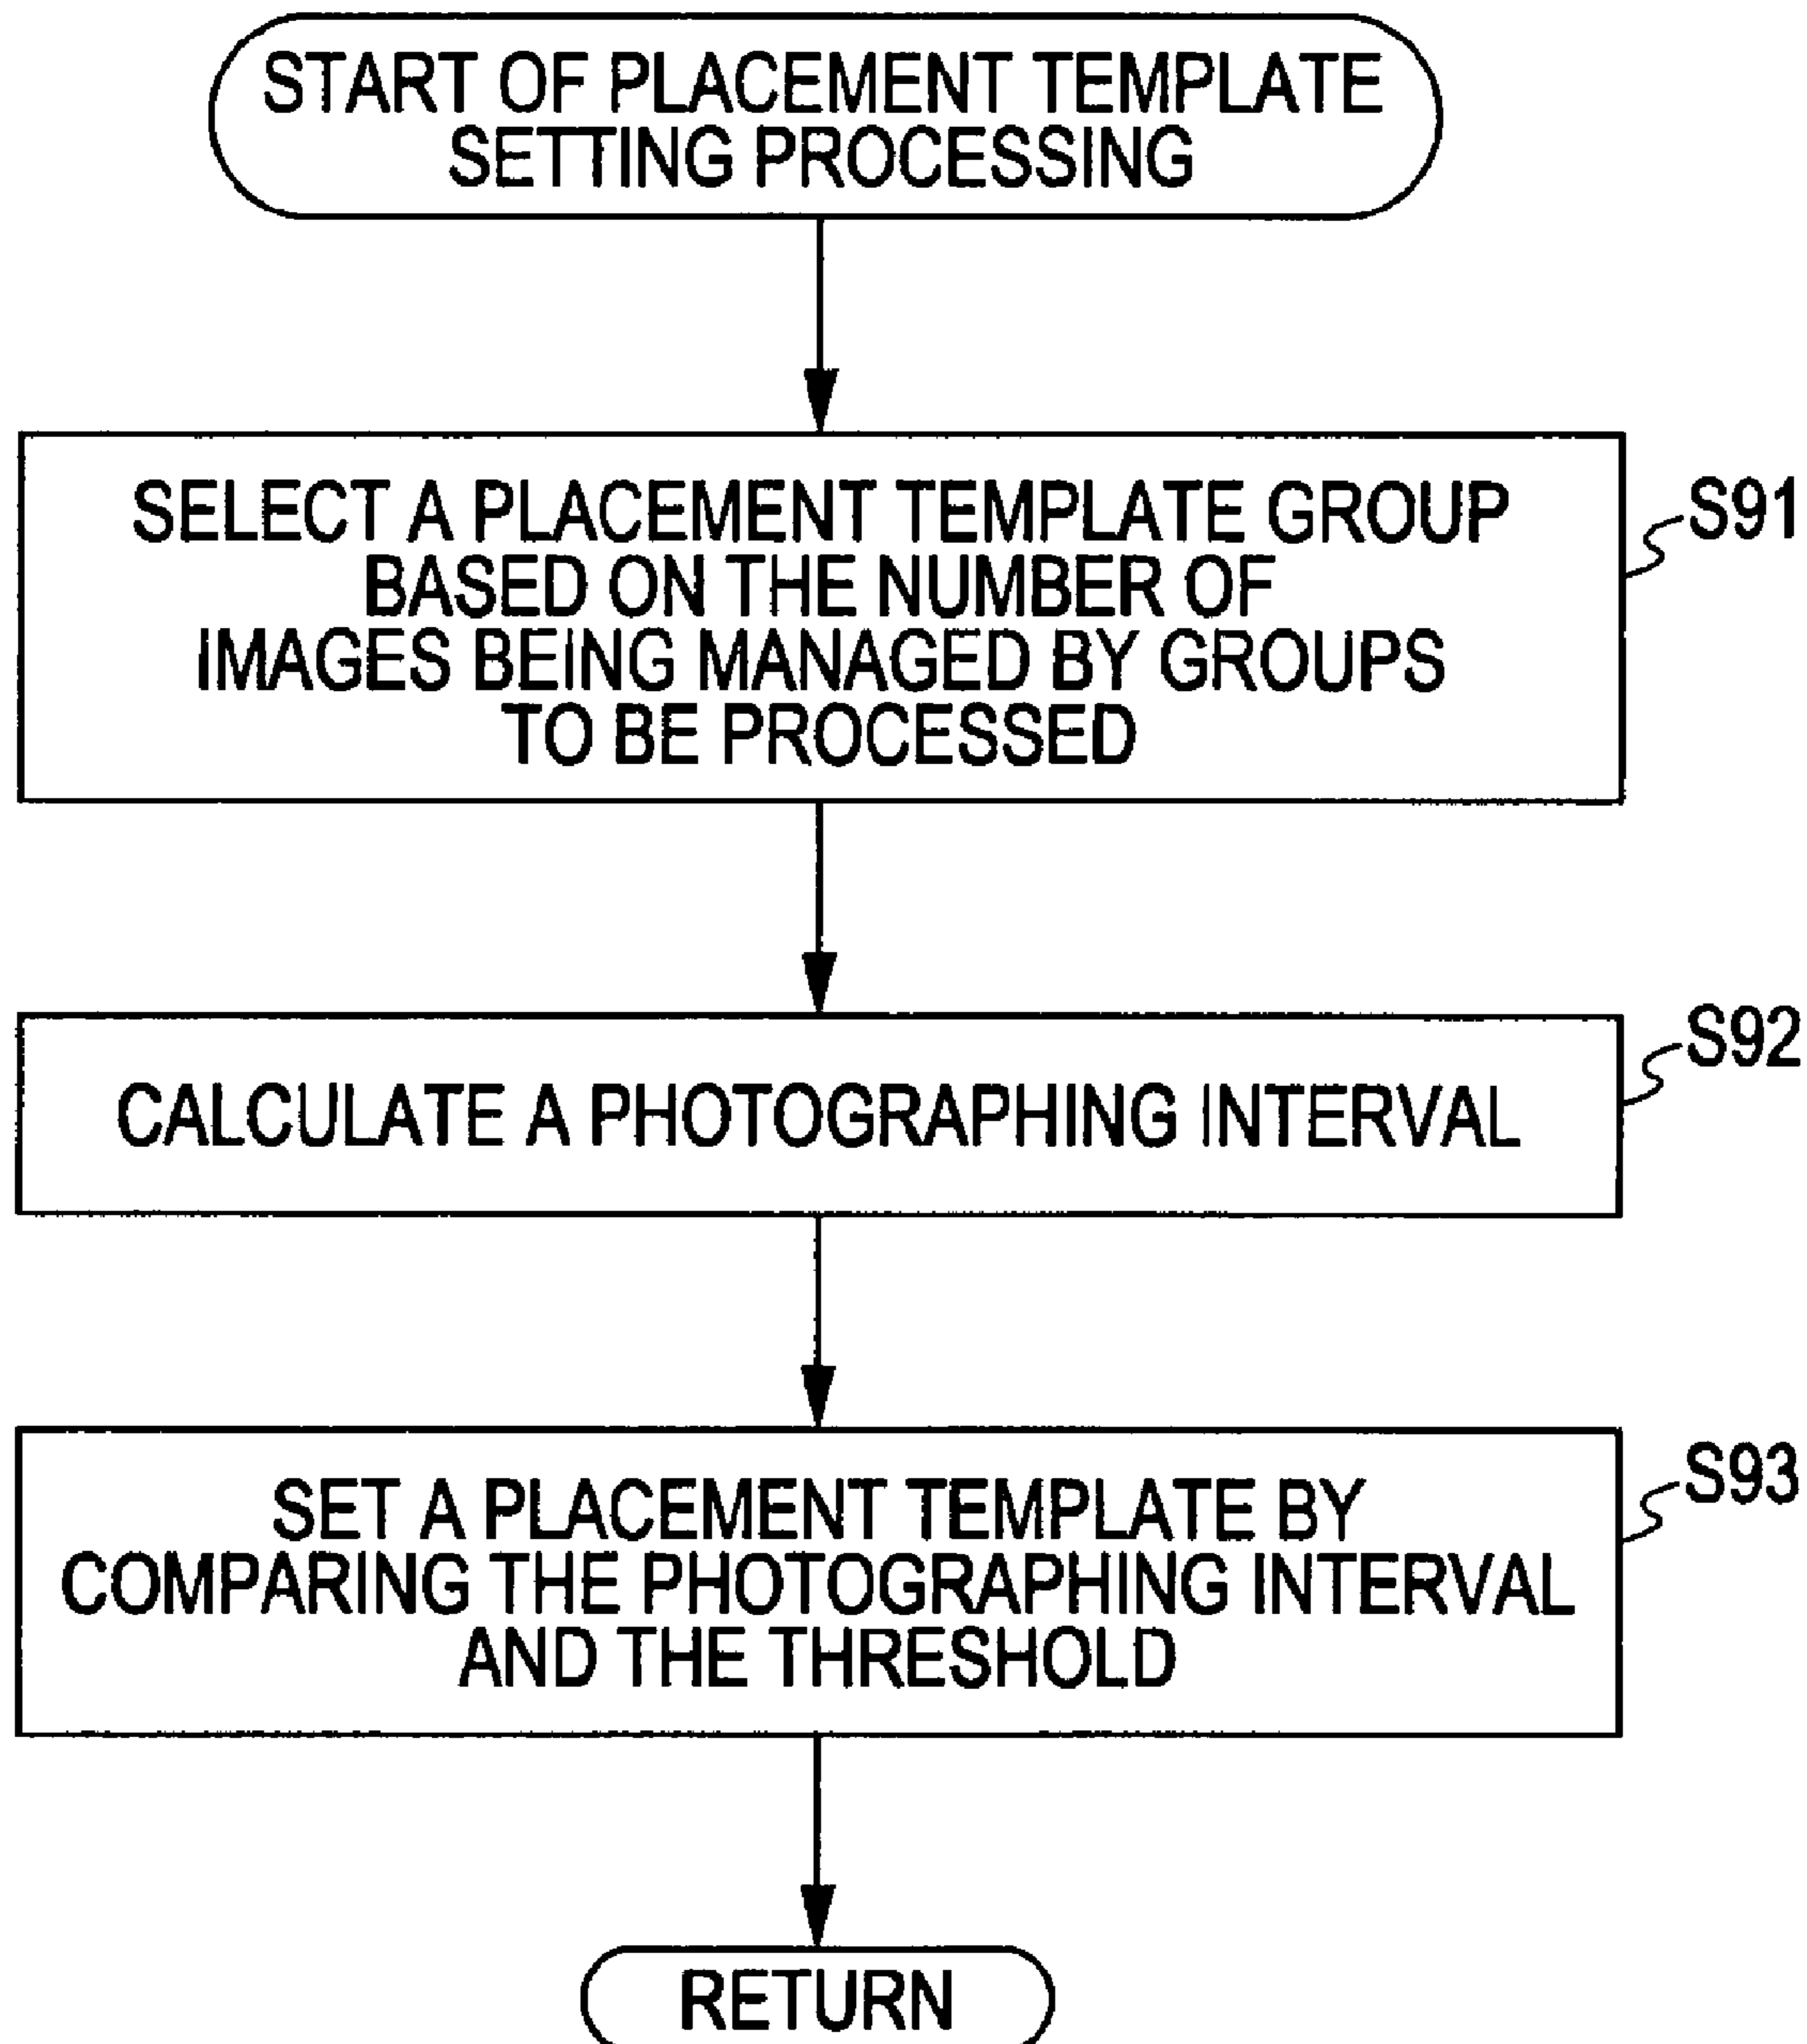 START OF PLACEMENT TEMPLATE
SETTING PROCESSING
SELECT A PLACEMENT TEMPLATE GROUP
BASED ON THE NUMBER OF
IMAGES BEING MANAGED BY GROUPS
TO BE PROCESSED
S91
CALCULATE A PHOTOGRAPHING INTERVAL
S92
SET A PLACEMENT TEMPLATE BY
COMPARING THE PHOTOGRAPHING INTERVAL
AND THE THRESHOLD
S93
RETURN